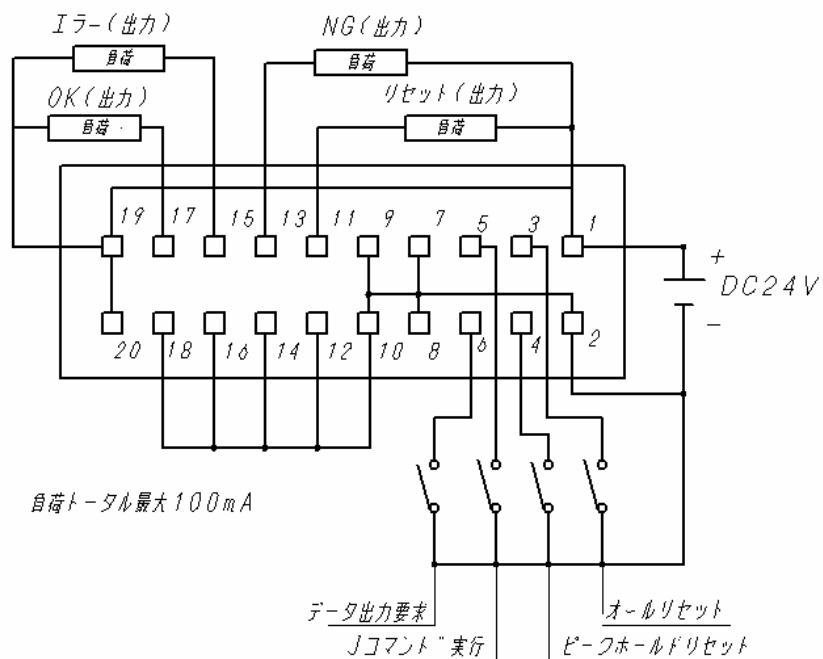 エラー(出力)
NG(出力)
負荷
負荷
OK(出力)
リセット(出力)
負荷
負荷
19 17 15 13 11 9 7 5 3 1
+
DC24V
-
20 18 16 14 12 10 8 6 4 2
負荷トータル最大100mA
データ出力要求
オールリセット
Jコマンド実行
ピークホールドリセット